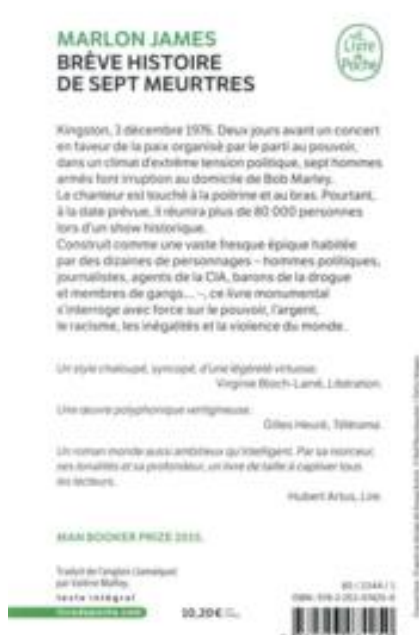 MARLON JAMES
BRÈVE HISTOIRE
DE SEPT MEURTRES
Le Livre de Poche
Kingston, 3 décembre 1976. Deux jours avant un concert
en faveur de la paix organisé par le parti au pouvoir,
dans un climat d'extrême tension politique, sept hommes
armés font irruption au domicile de Bob Marley.
Le chanteur est touché à la poitrine et au bras. Pourtant,
à la date prévue, il réunira plus de 80 000 personnes
lors d'un show historique.
Construit comme une vaste fresque épique habitée
par des dizaines de personnages – hommes politiques,
journalistes, agents de la CIA, barons de la drogue
et membres de gangs... –, ce livre monumental
s'interroge avec force sur le pouvoir, l'argent,
le racisme, les inégalités et la violence du monde.
Un style chaloupé, syncopé, d'une légèreté virtuose.
Virginie Bloch-Lainé, Libération.
Une œuvre polyphonique vertigineuse.
Gilles Heuré, Télérama.
Un roman monde aussi ambitieux qu'intelligent. Par sa noirceur,
ses tonalités et sa profondeur, un livre de taille à captiver tous
les lecteurs.
Hubert Artus, Lire.
MAN BOOKER PRIZE 2015.
Traduit de l'anglais (Jamaïque)
par Valérie Malfoy.
texte intégral
livredepoche.com
10,20 €